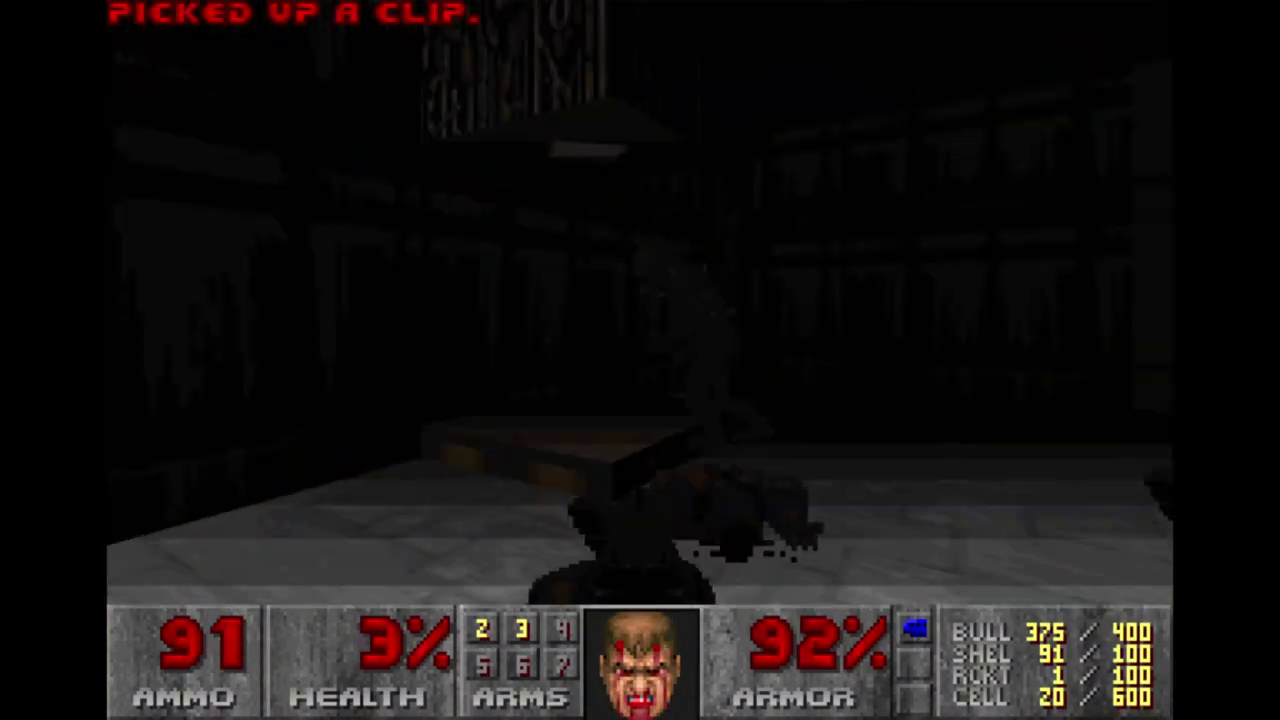 PICKED UP A CLIP.
91 3% 2 3 4 92% BULL 375 / 400
5 6 7 SHEL 91 / 100
RCKT 1 / 100
AMMO HEALTH ARMS ARMOR CELL 20 / 600